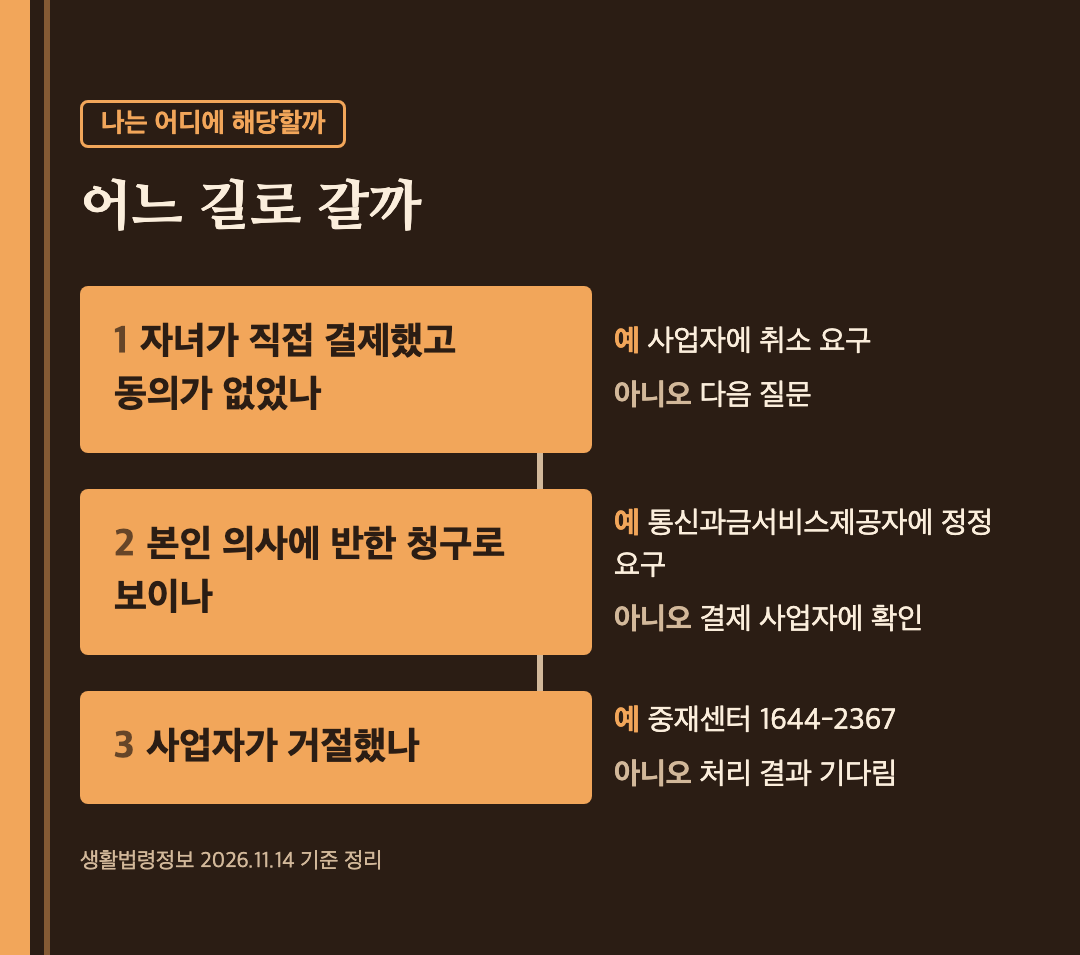 나는 어디에 해당할까
어느 길로 갈까
1 자녀가 직접 결제했고
동의가 없었나
예 사업자에 취소 요구
아니오 다음 질문
2 본인 의사에 반한 청구로
보이나
예 통신과금서비스제공자에 정정
요구
아니오 결제 사업자에 확인
3 사업자가 거절했나
예 중재센터 1644-2367
아니오 처리 결과 기다림
생활법령정보 2026.11.14 기준 정리